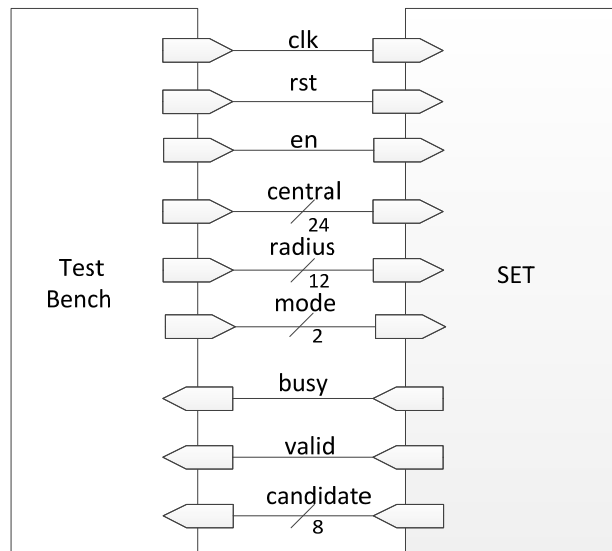 clk
rst
en
central
24
radius
12
mode
2
busy
valid
candidate
8
Test
Bench
SET